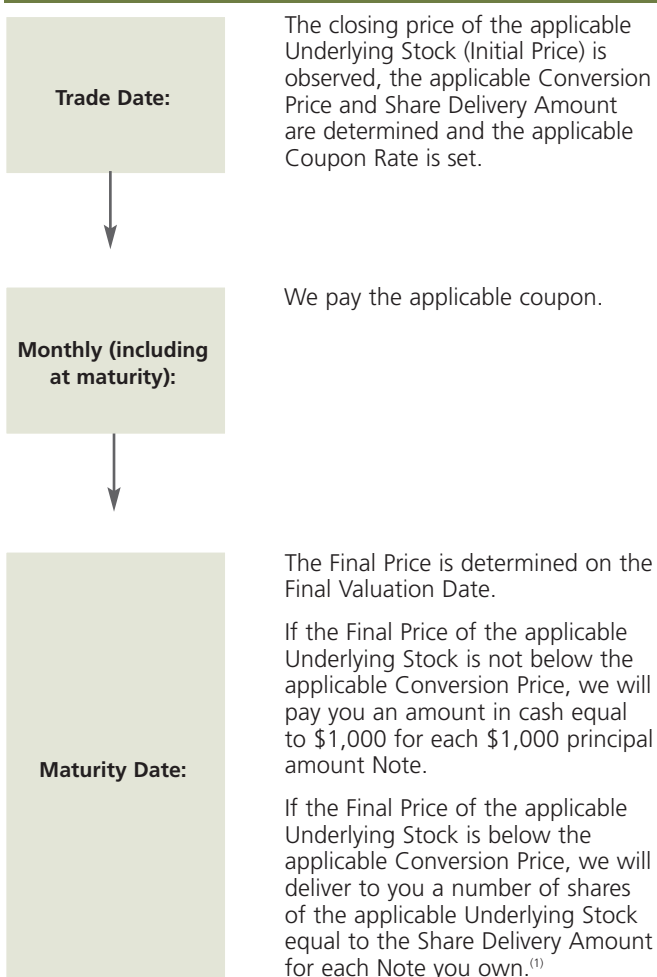 Trade Date:
The closing price of the applicable
Underlying Stock (Initial Price) is
observed, the applicable Conversion
Price and Share Delivery Amount
are determined and the applicable
Coupon Rate is set.
Monthly (including
at maturity):
We pay the applicable coupon.
Maturity Date:
The Final Price is determined on the
Final Valuation Date.
If the Final Price of the applicable
Underlying Stock is not below the
applicable Conversion Price, we will
pay you an amount in cash equal
to $1,000 for each $1,000 principal
amount Note.
If the Final Price of the applicable
Underlying Stock is below the
applicable Conversion Price, we will
deliver to you a number of shares
of the applicable Underlying Stock
equal to the Share Delivery Amount
for each Note you own.(1)